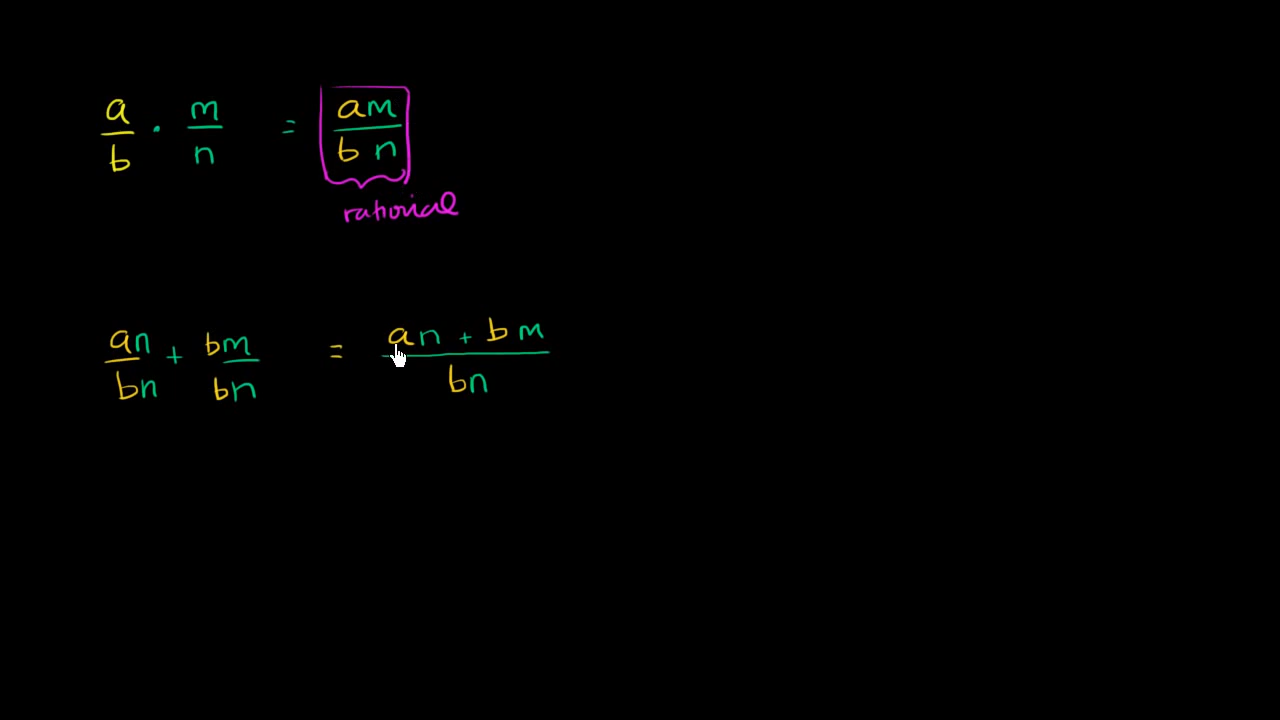 a/b · m/n = am/bn
rational
an/bn + bm/bn = an + bm/bn